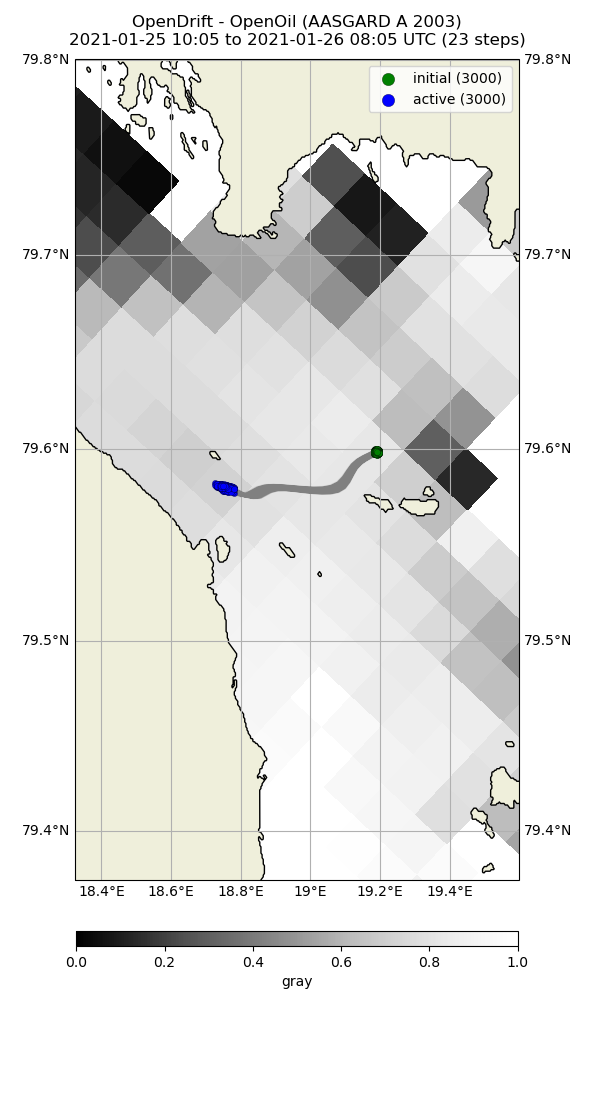 OpenDrift - OpenOil (AASGARD A 2003)
2021-01-25 10:05 to 2021-01-26 08:05 UTC (23 steps)
79.8°N 79.8°N
initial (3000)
active (3000)
79.7°N 79.7°N
79.6°N 79.6°N
79.5°N 79.5°N
79.4°N 79.4°N
18.4°E 18.6°E 18.8°E 19°E 19.2°E 19.4°E
0.0 0.2 0.4 0.6 0.8 1.0
gray